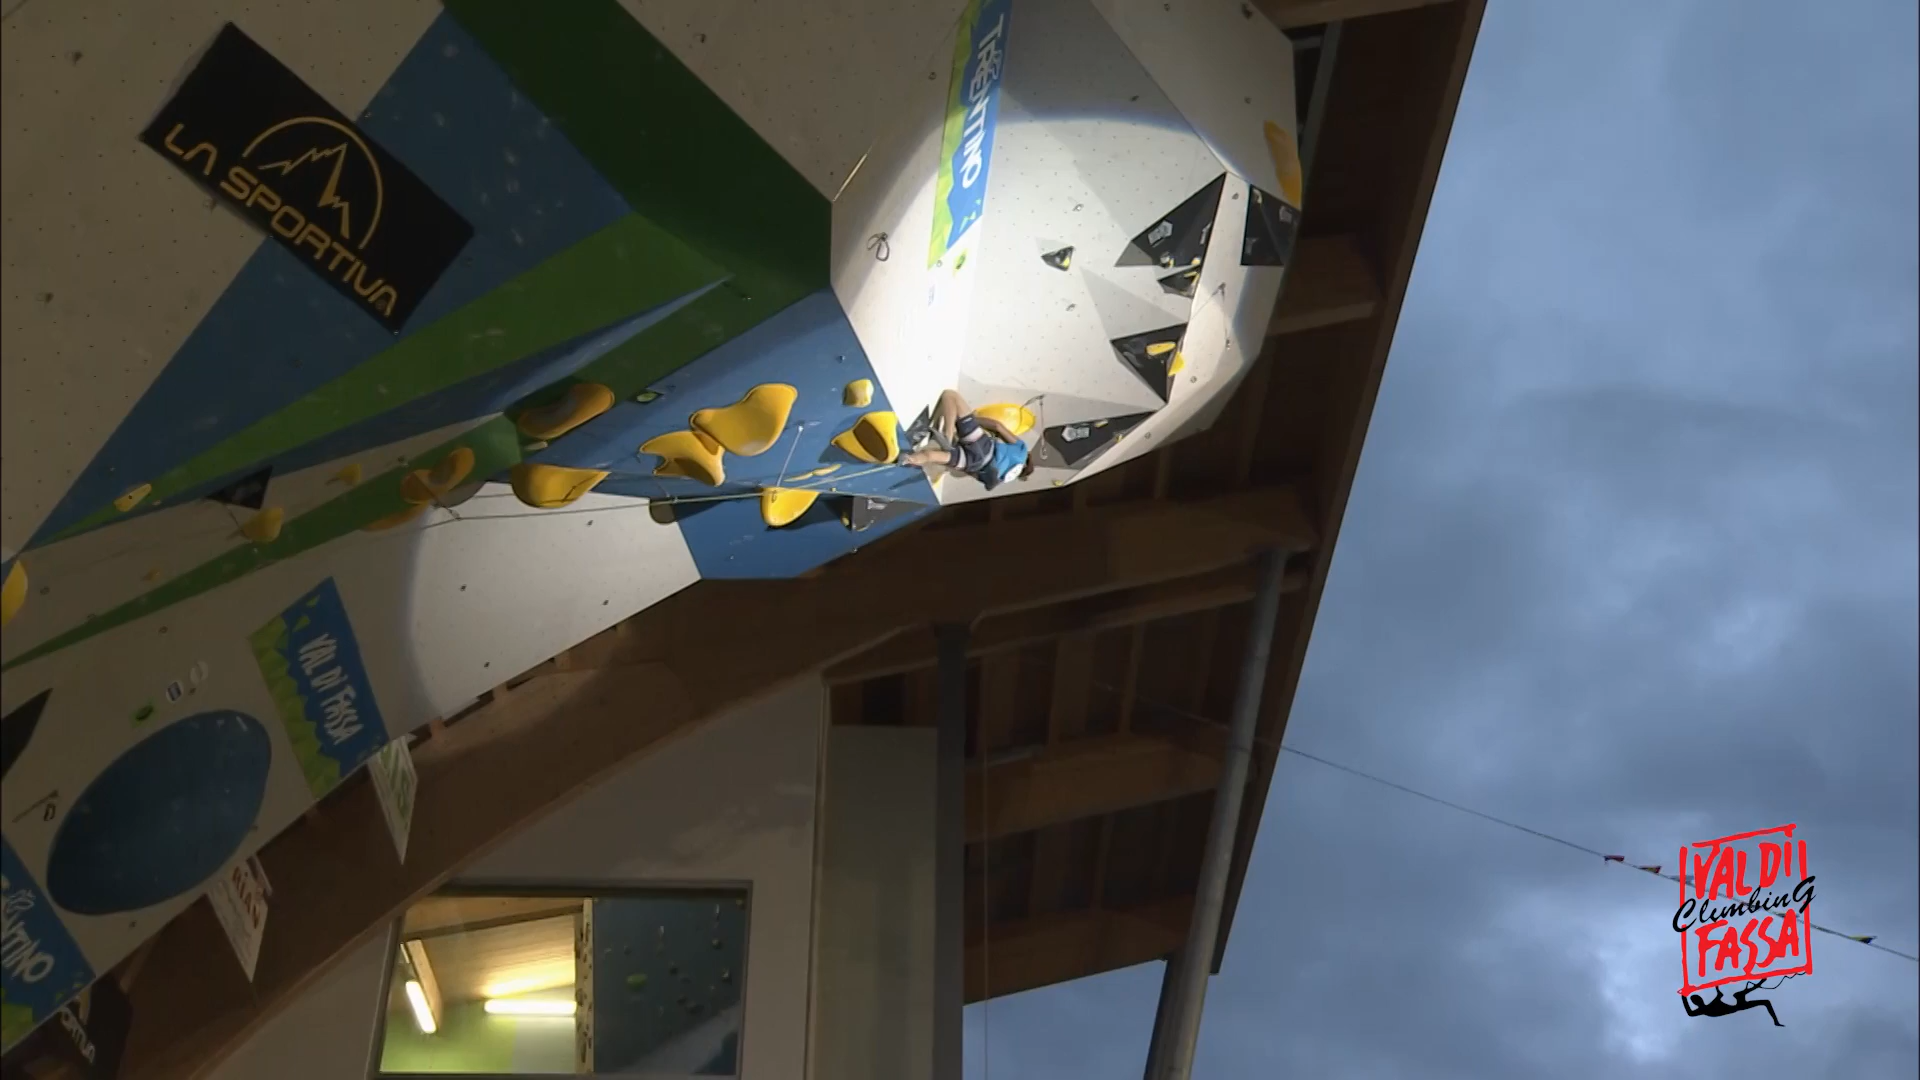 LA SPORTIVA
TRENTINO
VAL DI FASSA
VAL DI
Climbing
FASSA